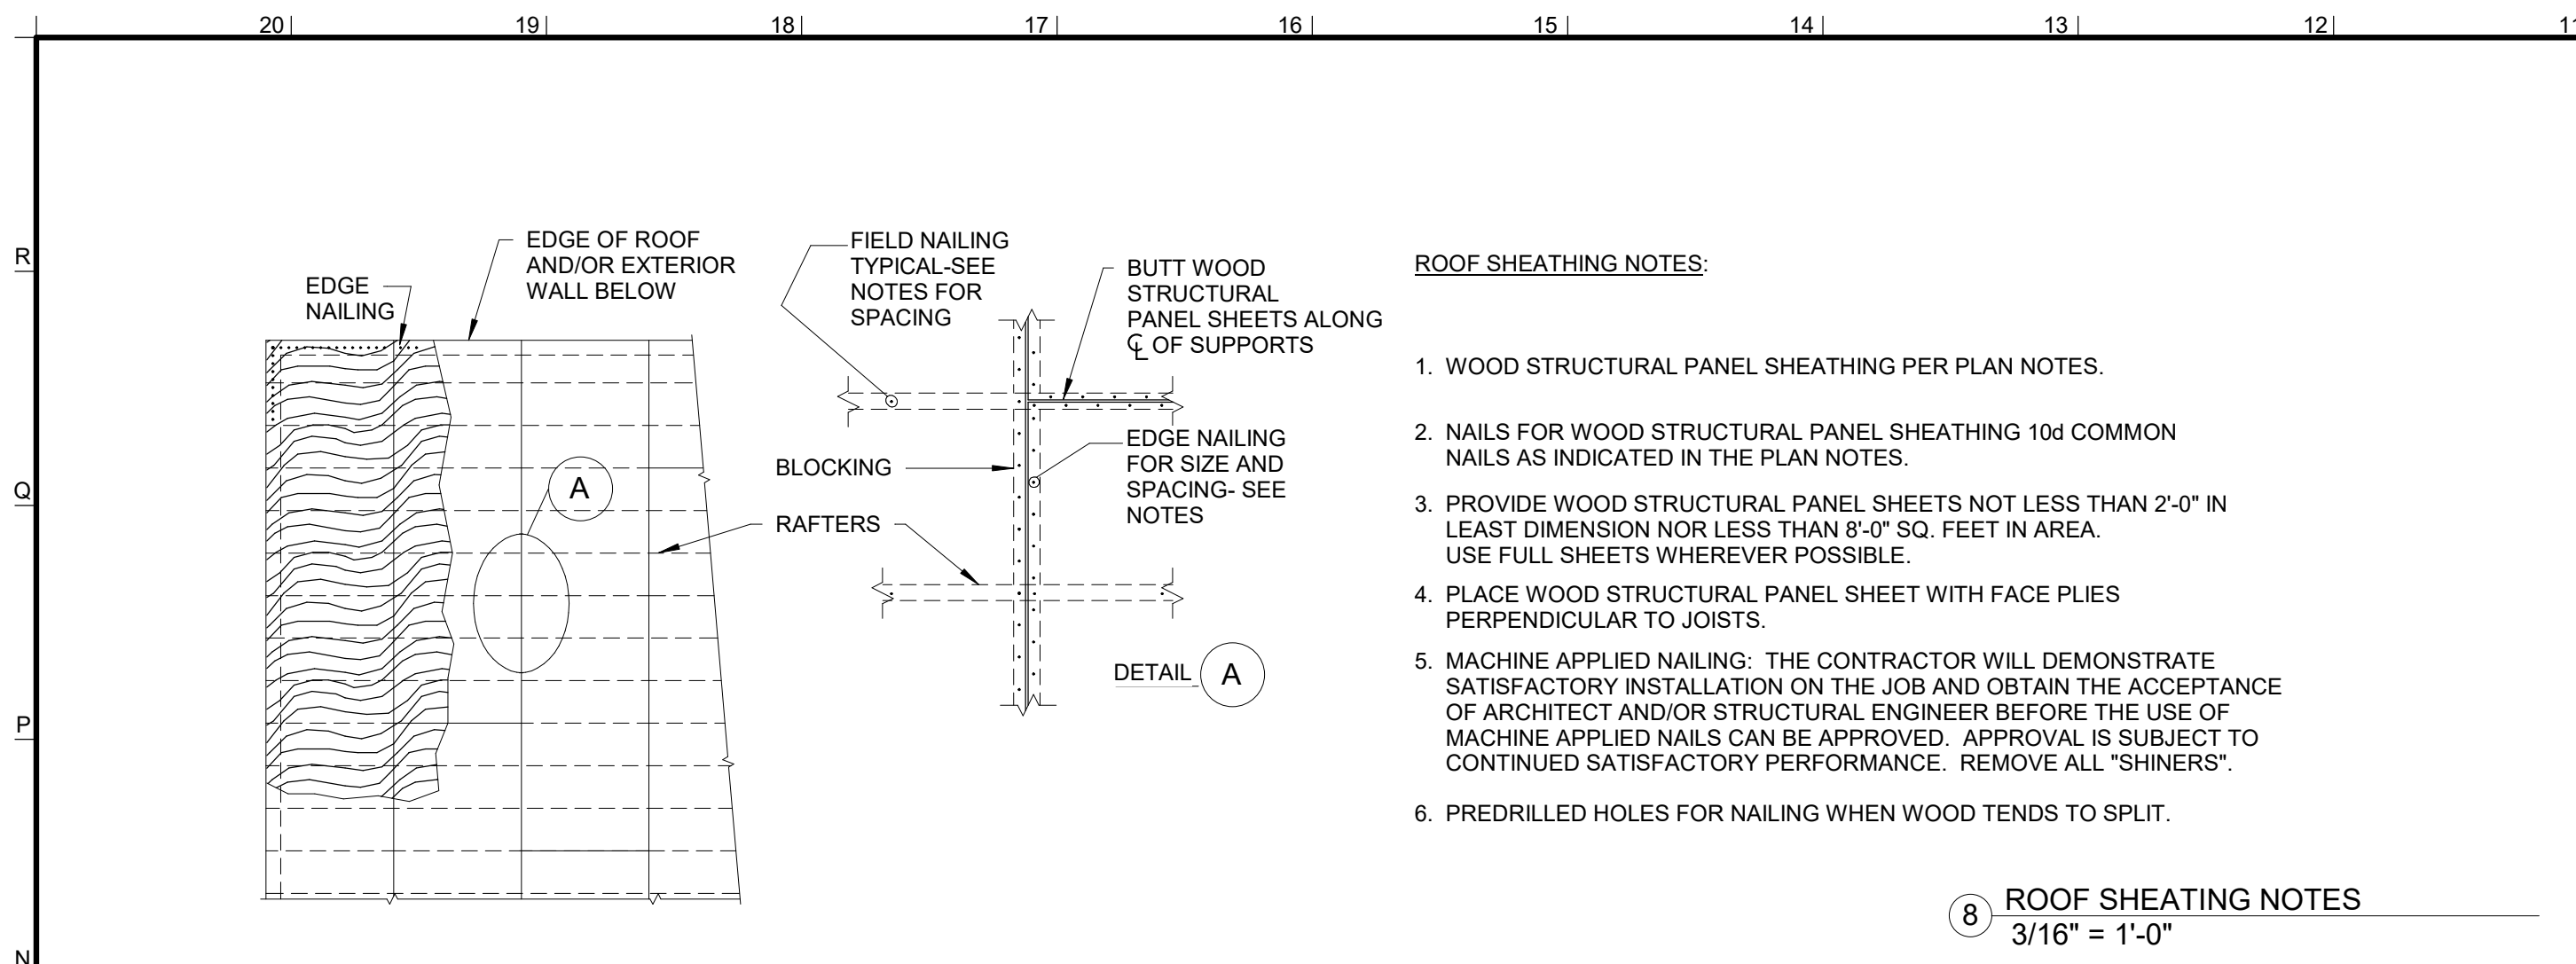 20
19
18
17
16
15
14
13
12
11
R
Q
P
N
EDGE
NAILING
EDGE OF ROOF
AND/OR EXTERIOR
WALL BELOW
A
FIELD NAILING
TYPICAL-SEE
NOTES FOR
SPACING
BUTT WOOD
STRUCTURAL
PANEL SHEETS ALONG
℄ OF SUPPORTS
BLOCKING
EDGE NAILING
FOR SIZE AND
SPACING- SEE
NOTES
RAFTERS
DETAIL A
ROOF SHEATHING NOTES:
1. WOOD STRUCTURAL PANEL SHEATHING PER PLAN NOTES.
2. NAILS FOR WOOD STRUCTURAL PANEL SHEATHING 10d COMMON
NAILS AS INDICATED IN THE PLAN NOTES.
3. PROVIDE WOOD STRUCTURAL PANEL SHEETS NOT LESS THAN 2'-0" IN
LEAST DIMENSION NOR LESS THAN 8'-0" SQ. FEET IN AREA.
USE FULL SHEETS WHEREVER POSSIBLE.
4. PLACE WOOD STRUCTURAL PANEL SHEET WITH FACE PLIES
PERPENDICULAR TO JOISTS.
5. MACHINE APPLIED NAILING: THE CONTRACTOR WILL DEMONSTRATE
SATISFACTORY INSTALLATION ON THE JOB AND OBTAIN THE ACCEPTANCE
OF ARCHITECT AND/OR STRUCTURAL ENGINEER BEFORE THE USE OF
MACHINE APPLIED NAILS CAN BE APPROVED. APPROVAL IS SUBJECT TO
CONTINUED SATISFACTORY PERFORMANCE. REMOVE ALL "SHINERS".
6. PREDRILLED HOLES FOR NAILING WHEN WOOD TENDS TO SPLIT.
8 ROOF SHEATING NOTES
3/16" = 1'-0"